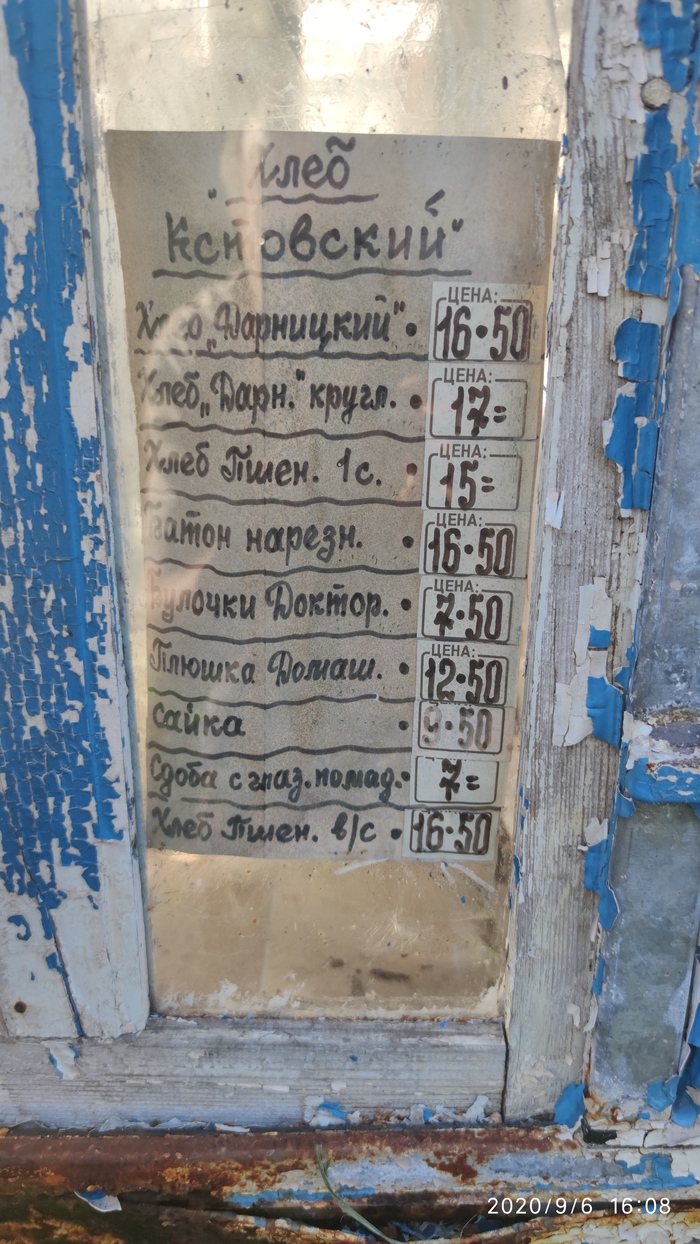 "Хлеб
Кстовский"
Хлеб „Дарницкий" • ЦЕНА: 16•50
Хлеб „Дарн." кругл. • ЦЕНА: 17=
Хлеб Пшен. 1с. • ЦЕНА: 15=
Батон нарезн. • ЦЕНА: 16•50
Булочки Доктор. • ЦЕНА: 7•50
Плюшка Домаш. • ЦЕНА: 12•50
Сайка • 9•50
Сдоба с глаз. помад. • 7=
Хлеб Пшен. в/с • 16•50
2020/9/6 16:08